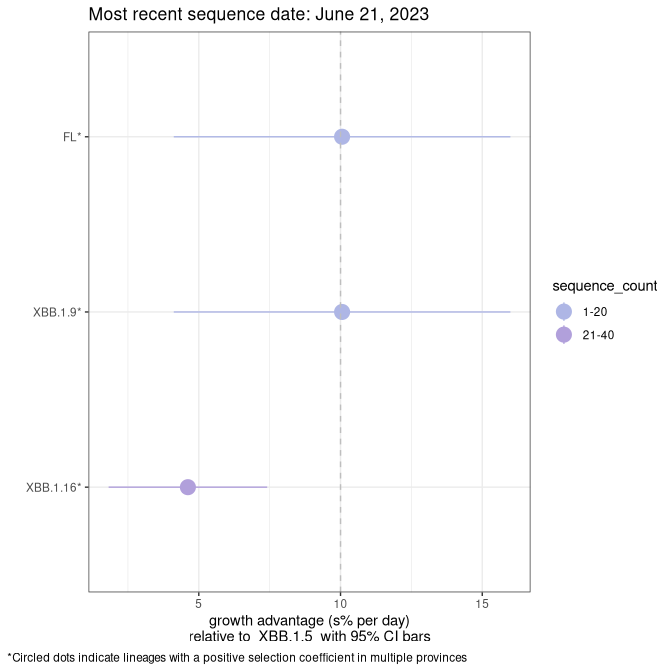 Most recent sequence date: June 21, 2023
FL*
XBB.1.9*
XBB.1.16*
5
10
15
growth advantage (s% per day)
relative to  XBB.1.5  with 95% CI bars
sequence_count
1-20
21-40
*Circled dots indicate lineages with a positive selection coefficient in multiple provinces